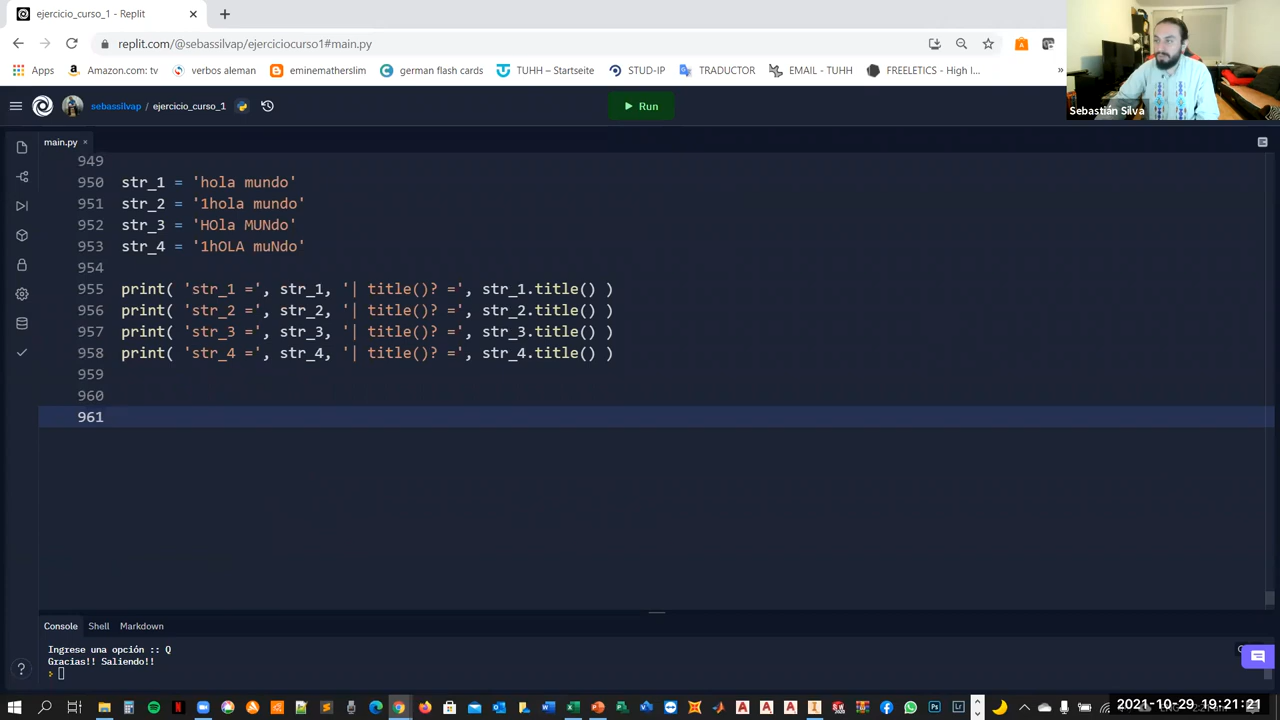 ejercicio_curso_1 - Replit
replit.com/@sebassilvap/ejerciciocurso1#main.py
Apps
Amazon.com: tv
verbos aleman
eminematherslim
german flash cards
TUHH – Startseite
STUD-IP
TRADUCTOR
EMAIL - TUHH
FREELETICS - High I...
»
Sebastián Silva
sebassilvap / ejercicio_curso_1
Run
main.py
949
950 str_1 = 'hola mundo'
951 str_2 = '1hola mundo'
952 str_3 = 'HOla MUNdo'
953 str_4 = '1hOLA muNdo'
954
955 print( 'str_1 =', str_1, '| title()? =', str_1.title() )
956 print( 'str_2 =', str_2, '| title()? =', str_2.title() )
957 print( 'str_3 =', str_3, '| title()? =', str_3.title() )
958 print( 'str_4 =', str_4, '| title()? =', str_4.title() )
959
960
961
Console Shell Markdown
Ingrese una opción :: Q
Gracias!! Saliendo!!
2021-10-29 19:21:21